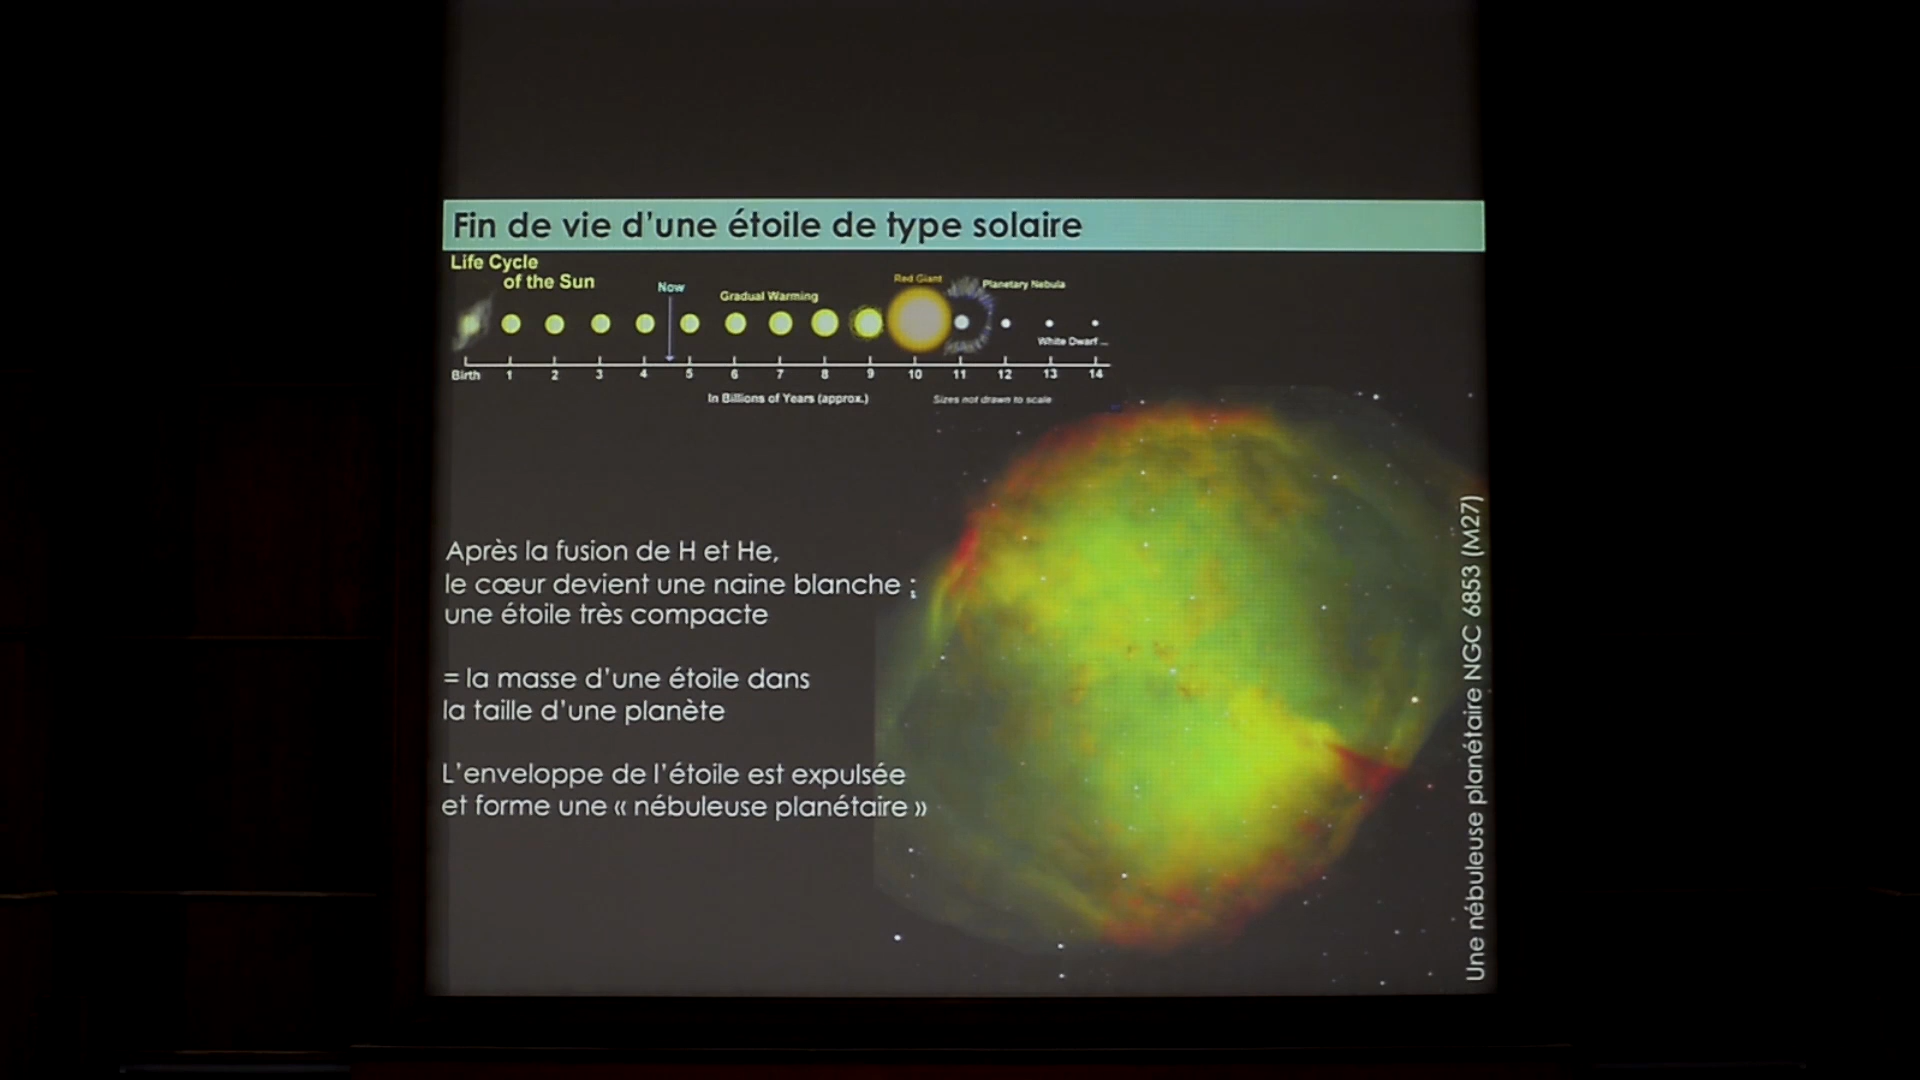 Fin de vie d'une étoile de type solaire
Life Cycle
of the Sun
Now
Gradual Warming
Red Giant
Planetary Nebula
White Dwarf ...
Birth 1 2 3 4 5 6 7 8 9 10 11 12 13 14
In Billions of Years (approx.)
Sizes not drawn to scale
Après la fusion de H et He,
le cœur devient une naine blanche ;
une étoile très compacte
= la masse d'une étoile dans
la taille d'une planète
L'enveloppe de l'étoile est expulsée
et forme une « nébuleuse planétaire »
Une nébuleuse planétaire NGC 6853 (M27)